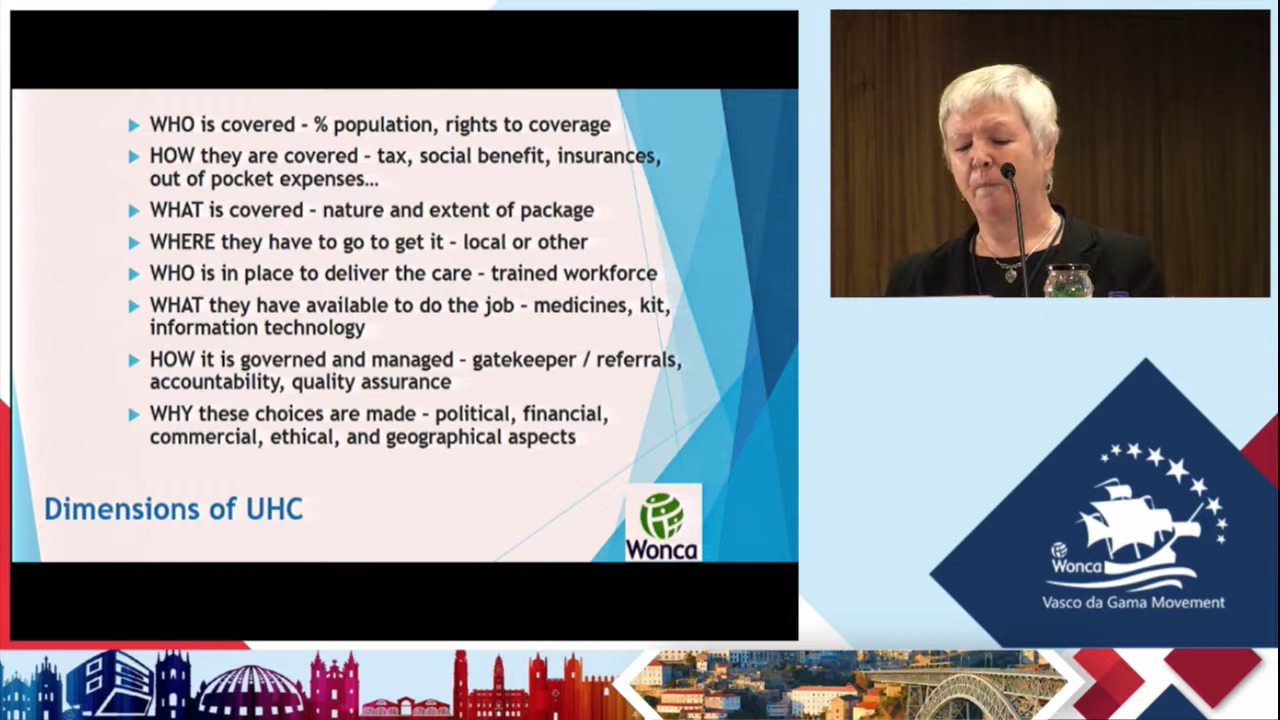 WHO is covered - % population, rights to coverage
HOW they are covered – tax, social benefit, insurances,
out of pocket expenses…
WHAT is covered – nature and extent of package
WHERE they have to go to get it – local or other
WHO is in place to deliver the care – trained workforce
WHAT they have available to do the job – medicines, kit,
information technology
HOW it is governed and managed – gatekeeper / referrals,
accountability, quality assurance
WHY these choices are made – political, financial,
commercial, ethical, and geographical aspects
Dimensions of UHC
Wonca
Wonca
Vasco da Gama Movement